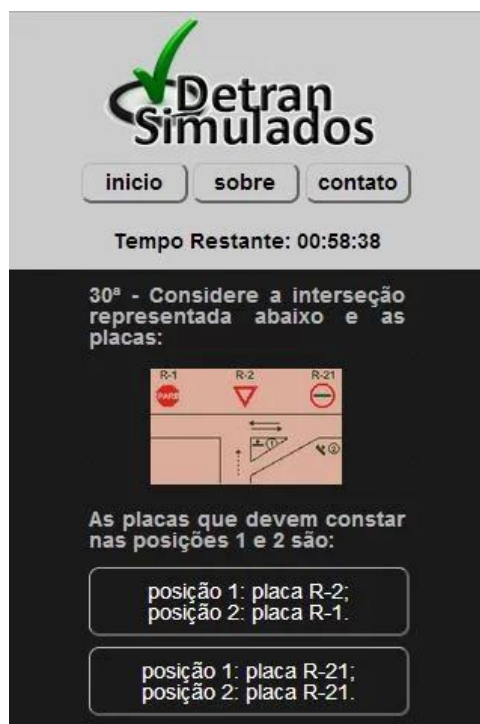 Detran
Simulados
inicio sobre contato
Tempo Restante: 00:58:38
30ª - Considere a interseção
representada abaixo e as
placas:
R-1 R-2 R-21
PARE
1
2
As placas que devem constar
nas posições 1 e 2 são:
posição 1: placa R-2;
posição 2: placa R-1.
posição 1: placa R-21;
posição 2: placa R-21.